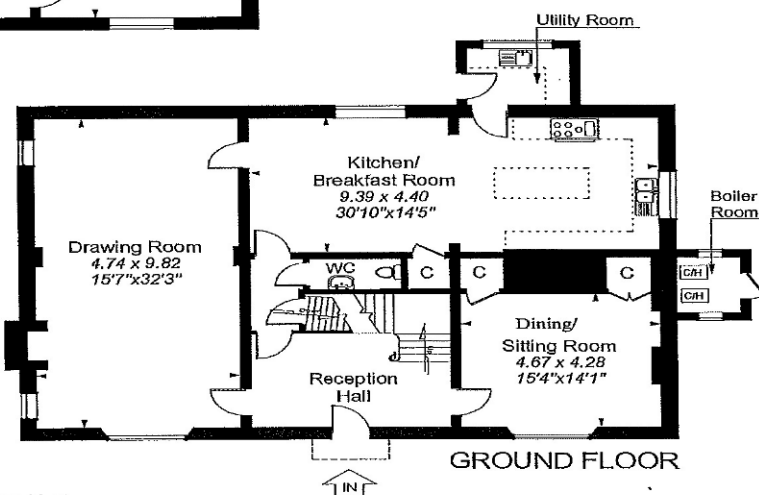 Utility Room
Kitchen/
Breakfast Room
9.39 x 4.40
30'10"x14'5"
Boiler
Room
Drawing Room
4.74 x 9.82
15'7"x32'3"
WC
C
C
C
C/H
C/H
Dining/
Sitting Room
4.67 x 4.28
15'4"x14'1"
Reception
Hall
GROUND FLOOR
IN